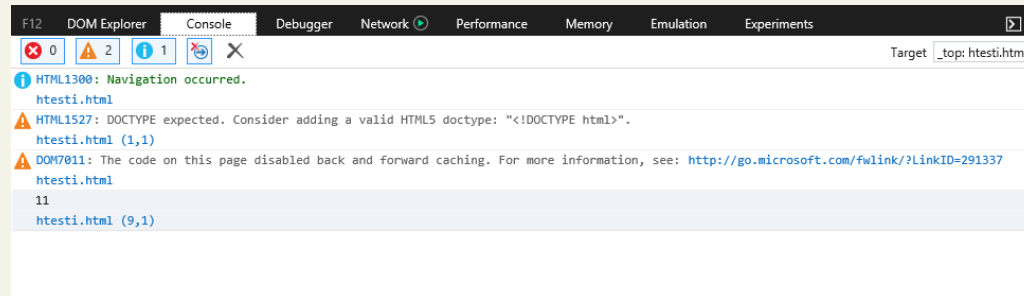 F12 DOM Explorer Console Debugger Network Performance Memory Emulation Experiments
0 2 1 Target _top: htesti.htm
HTML1300: Navigation occurred.
htesti.html
HTML1527: DOCTYPE expected. Consider adding a valid HTML5 doctype: "<!DOCTYPE html>".
htesti.html (1,1)
DOM7011: The code on this page disabled back and forward caching. For more information, see: http://go.microsoft.com/fwlink/?LinkID=291337
htesti.html
11
htesti.html (9,1)